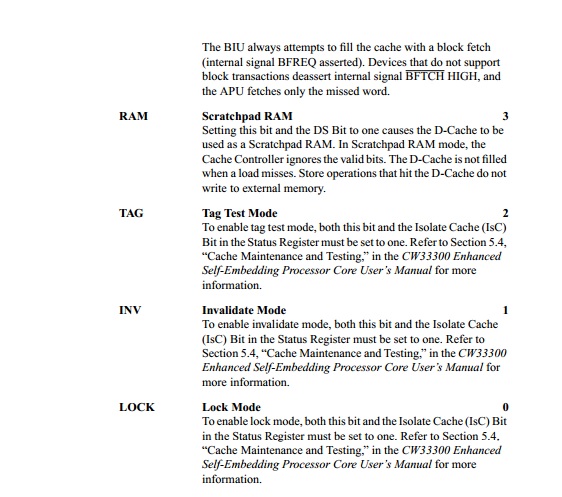 The BIU always attempts to fill the cache with a block fetch
(internal signal BFREQ asserted). Devices that do not support
block transactions deassert internal signal BFTCH HIGH, and
the APU fetches only the missed word.
RAM Scratchpad RAM 3
Setting this bit and the DS Bit to one causes the D-Cache to be
used as a Scratchpad RAM. In Scratchpad RAM mode, the
Cache Controller ignores the valid bits. The D-Cache is not filled
when a load misses. Store operations that hit the D-Cache do not
write to external memory.
TAG Tag Test Mode 2
To enable tag test mode, both this bit and the Isolate Cache (IsC)
Bit in the Status Register must be set to one. Refer to Section 5.4,
“Cache Maintenance and Testing,” in the CW33300 Enhanced
Self-Embedding Processor Core User’s Manual for more
information.
INV Invalidate Mode 1
To enable invalidate mode, both this bit and the Isolate Cache
(IsC) Bit in the Status Register must be set to one. Refer to
Section 5.4, “Cache Maintenance and Testing,” in the CW33300
Enhanced Self-Embedding Processor Core User’s Manual for
more information.
LOCK Lock Mode 0
To enable lock mode, both this bit and the Isolate Cache (IsC) Bit
in the Status Register must be set to one. Refer to Section 5.4,
“Cache Maintenance and Testing,” in the CW33300 Enhanced
Self-Embedding Processor Core User’s Manual for more
information.